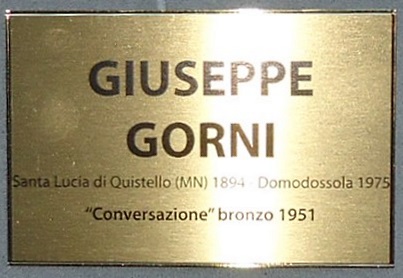 GIUSEPPE
GORNI
Santa Lucia di Quistello (MN) 1894 - Domodossola 1975
“Conversazione” bronzo 1951